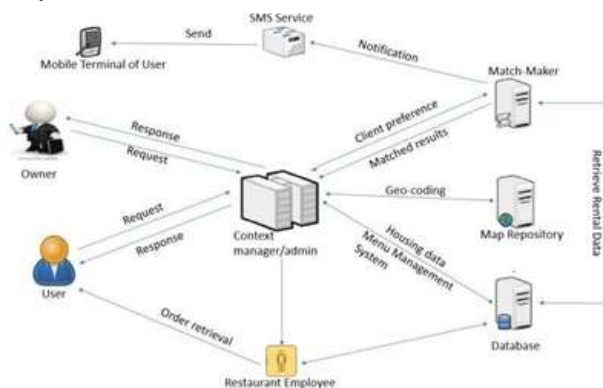 SMS Service
Send
Mobile Terminal of User
Notification
Match-Maker
Client preference
Matched results
Response
Request
Owner
Retrieve Rental Data
Geo-coding
Map Repository
Request
Response
Context
manager/admin
Housing data
Menu Management
System
User
Order retrieval
Database
Restaurant Employee